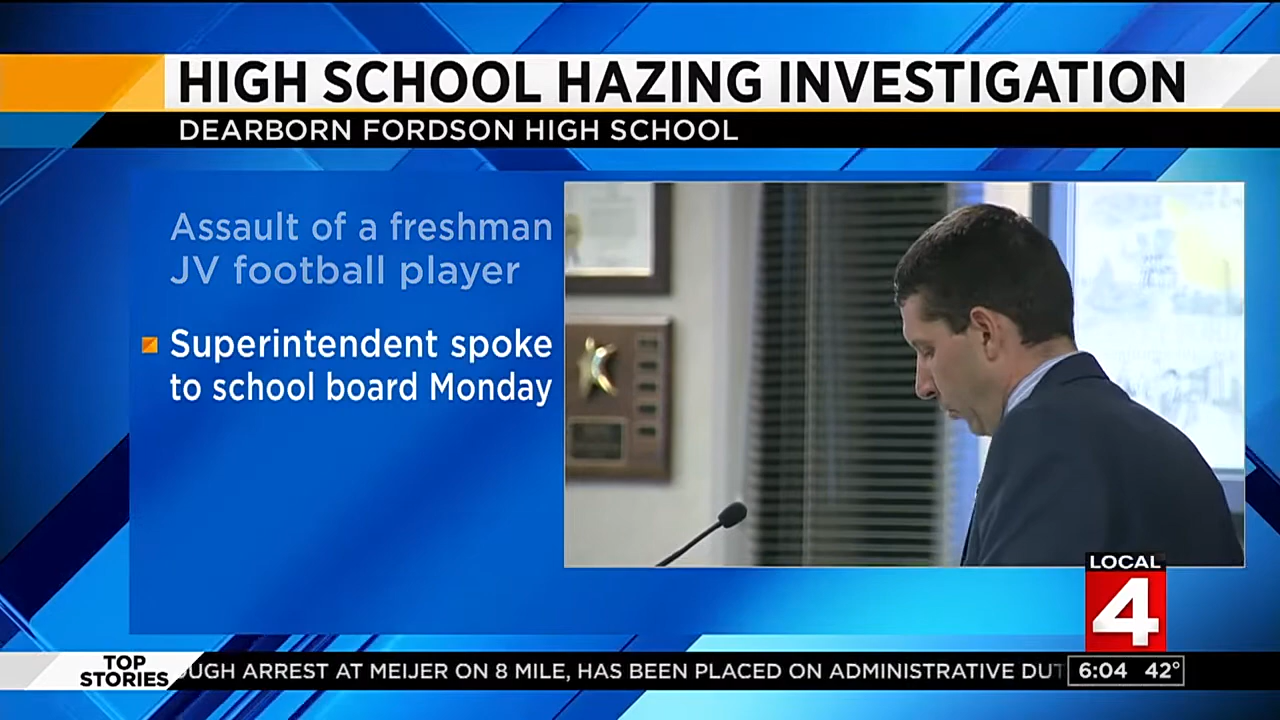 HIGH SCHOOL HAZING INVESTIGATION
DEARBORN FORDSON HIGH SCHOOL
Assault of a freshman
JV football player
Superintendent spoke
to school board Monday
LOCAL
4
TOP
STORIES
ARREST AT MEIJER ON 8 MILE, HAS BEEN PLACED ON ADMINISTRATIVE
6:04 42°